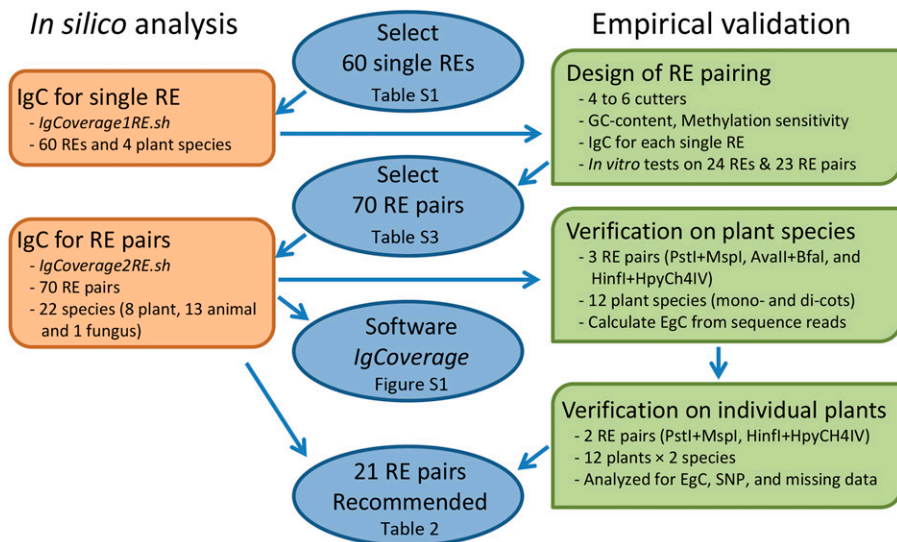 In silico analysis
Empirical validation
Select
60 single REs
Table S1
IgC for single RE
- IgCoverage1RE.sh
- 60 REs and 4 plant species
Design of RE pairing
- 4 to 6 cutters
- GC-content, Methylation sensitivity
- IgC for each single RE
- In vitro tests on 24 REs & 23 RE pairs
Select
70 RE pairs
Table S3
IgC for RE pairs
- IgCoverage2RE.sh
- 70 RE pairs
- 22 species (8 plant, 13 animal
and 1 fungus)
Verification on plant species
- 3 RE pairs (PstI+MspI, AvaII+BfaI, and
HinfI+HpyCh4IV)
- 12 plant species (mono- and di-cots)
- Calculate EgC from sequence reads
Software
IgCoverage
Figure S1
Verification on individual plants
- 2 RE pairs (PstI+MspI, HinfI+HpyCH4IV)
- 12 plants × 2 species
- Analyzed for EgC, SNP, and missing data
21 RE pairs
Recommended
Table 2